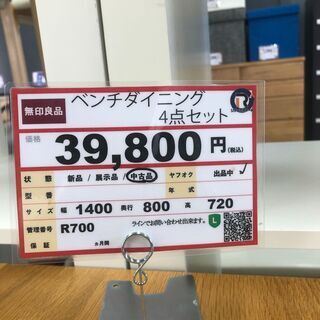 無印良品
ベンチダイニング
4点セット
価格
39,800円(税込)
状態 新品 / 展示品 / 中古品 ヤフオク 出品中
型番 年式
サイズ 幅 1400 奥行 800 高 720
管理番号 R700 ラインでお問い合わせ出来ます。
保証 ヵ月間
L
R